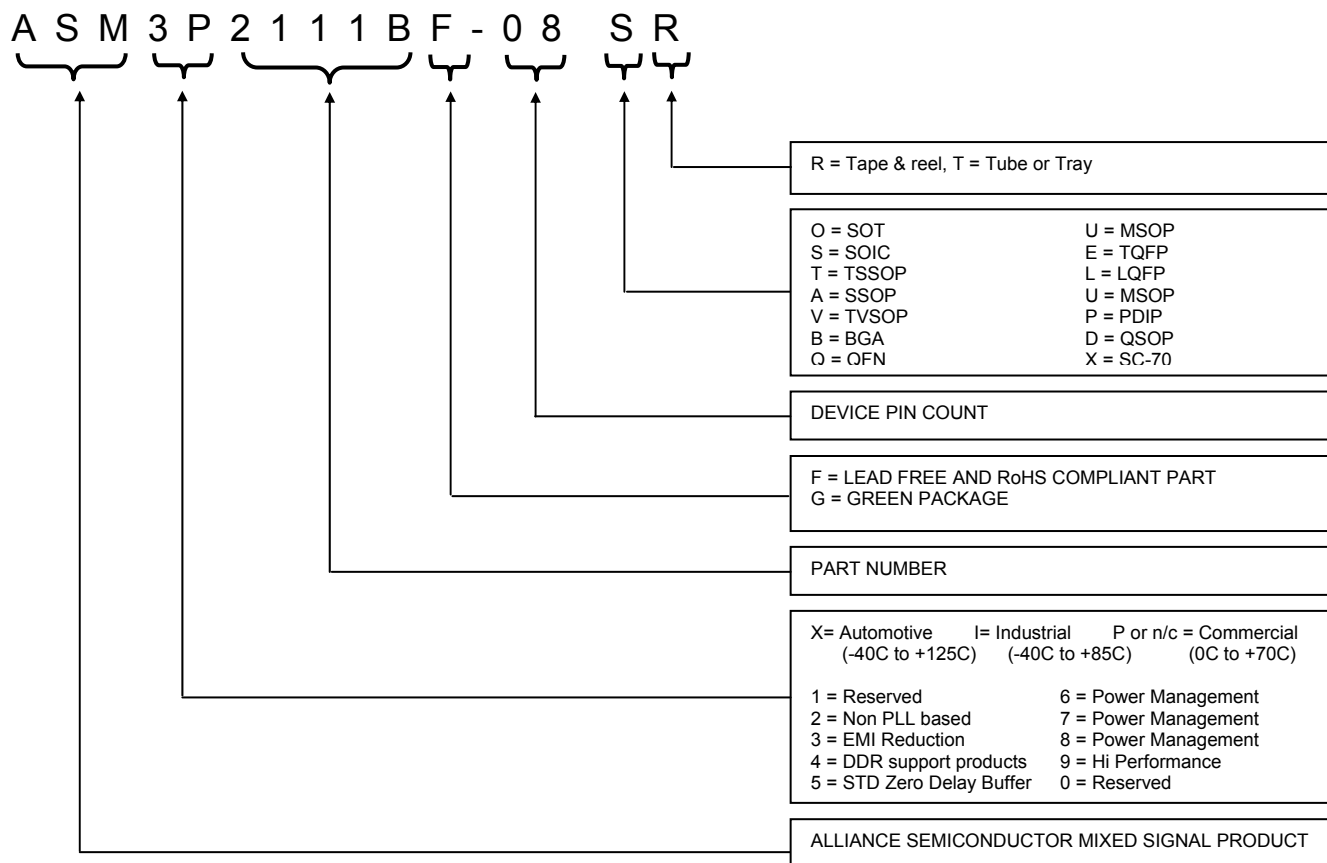 A S M 3 P 2 1 1 1 B F - 0 8 S R
R = Tape & reel, T = Tube or Tray
O = SOT U = MSOP
S = SOIC E = TQFP
T = TSSOP L = LQFP
A = SSOP U = MSOP
V = TVSOP P = PDIP
B = BGA D = QSOP
Q = QFN X = SC-70
DEVICE PIN COUNT
F = LEAD FREE AND RoHS COMPLIANT PART
G = GREEN PACKAGE
PART NUMBER
X= Automotive I= Industrial P or n/c = Commercial
(-40C to +125C) (-40C to +85C) (0C to +70C)
1 = Reserved 6 = Power Management
2 = Non PLL based 7 = Power Management
3 = EMI Reduction 8 = Power Management
4 = DDR support products 9 = Hi Performance
5 = STD Zero Delay Buffer 0 = Reserved
ALLIANCE SEMICONDUCTOR MIXED SIGNAL PRODUCT